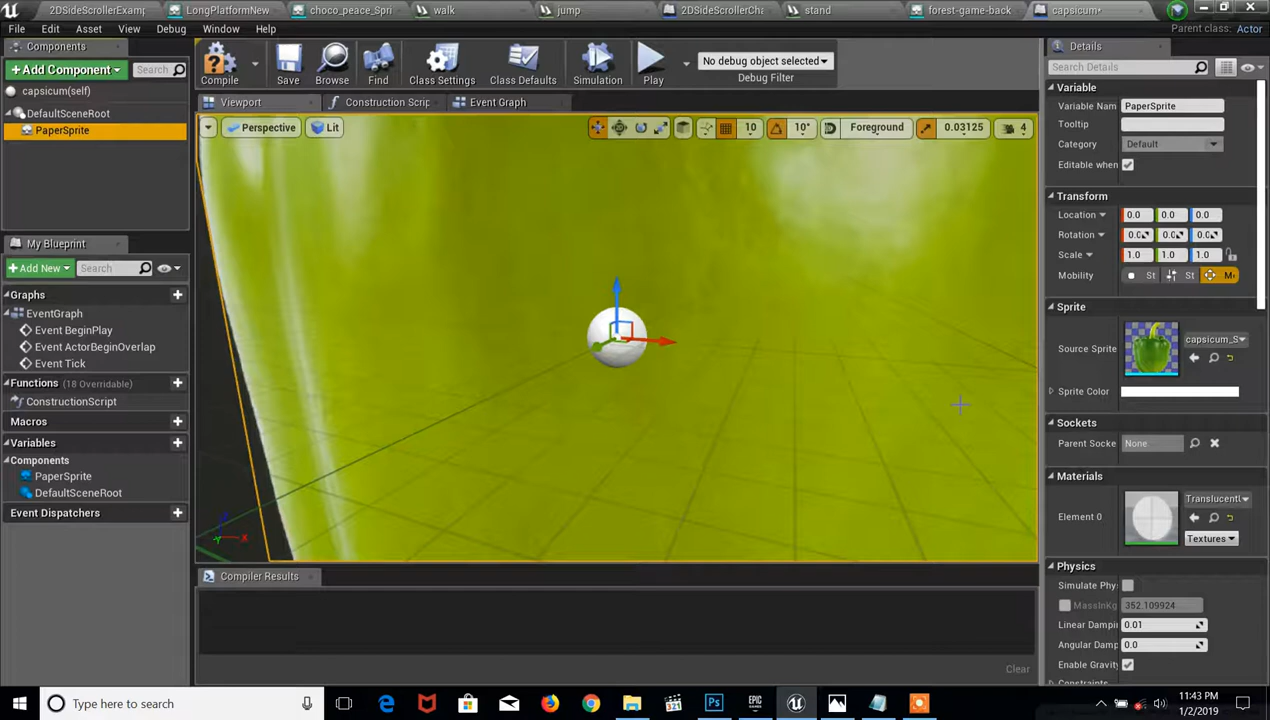 2DSideScrollerExamp
LongPlatformNew
choco_peace_Spri
walk
jump
2DSideScrollerCha
stand
forest-game-back
capsicum*
File Edit Asset View Debug Window Help
Parent class: Actor
Components
+ Add Component
Search
capsicum(self)
DefaultSceneRoot
PaperSprite
Compile
Save
Browse
Find
Class Settings
Class Defaults
Simulation
Play
No debug object selected
Debug Filter
Viewport
Construction Scrip
Event Graph
Perspective
Lit
10
10°
Foreground
0.03125
4
My Blueprint
+ Add New
Search
Graphs
EventGraph
Event BeginPlay
Event ActorBeginOverlap
Event Tick
Functions (18 Overridable)
ConstructionScript
Macros
Variables
Components
PaperSprite
DefaultSceneRoot
Event Dispatchers
Compiler Results
Clear
Details
Search Details
Variable
Variable Nam PaperSprite
Tooltip
Category Default
Editable when
Transform
Location 0.0 0.0 0.0
Rotation 0.0 0.0 0.0
Scale 1.0 1.0 1.0
Mobility St St M
Sprite
Source Sprite capsicum_S
Sprite Color
Sockets
Parent Socke None
Materials
Element 0 TranslucentL
Textures
Physics
Simulate Phy
MassInKg 352.109924
Linear Dampin 0.01
Angular Damp 0.0
Enable Gravity
Constraints
Type here to search
11:43 PM
1/2/2019